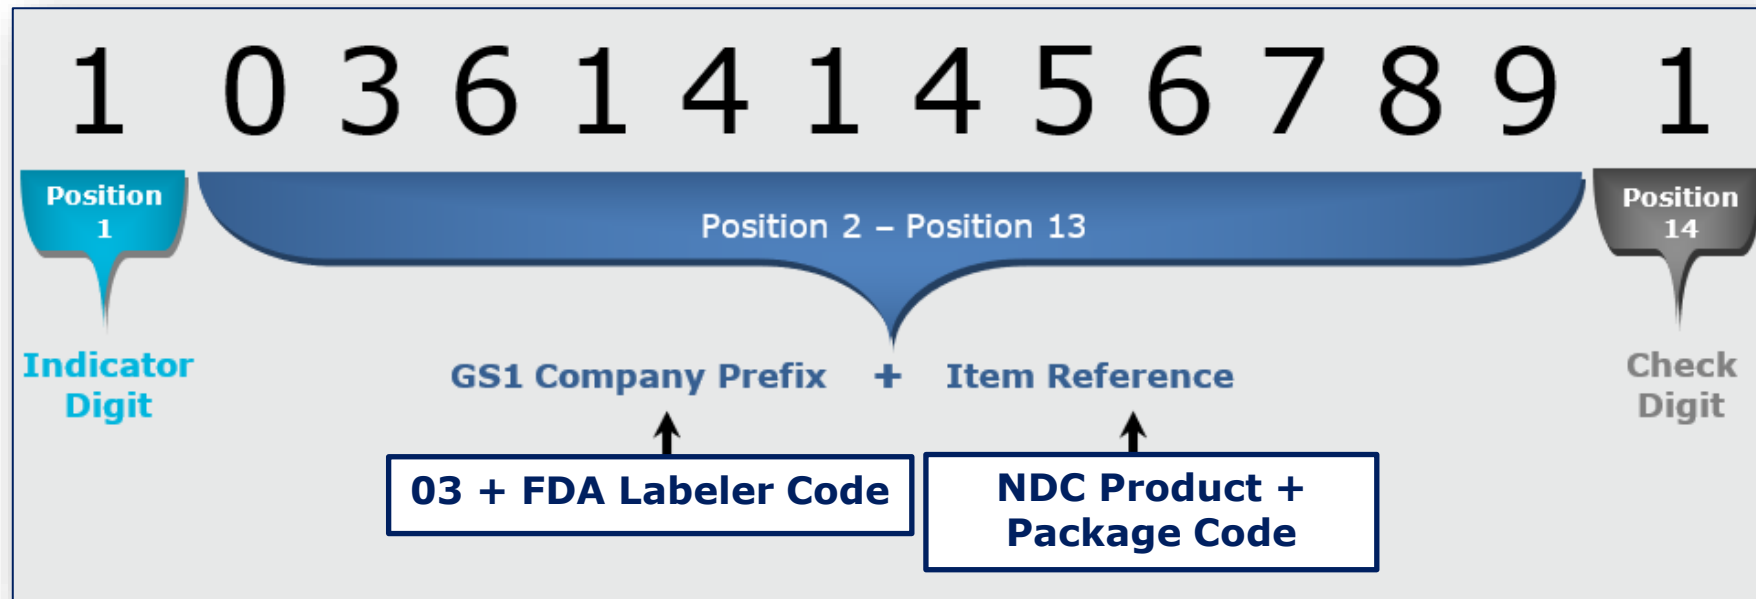 1 0 3 6 1 4 1 4 5 6 7 8 9 1
Position
1
Position 2 – Position 13
Position
14
Indicator
Digit
GS1 Company Prefix + Item Reference
Check
Digit
03 + FDA Labeler Code
NDC Product +
Package Code